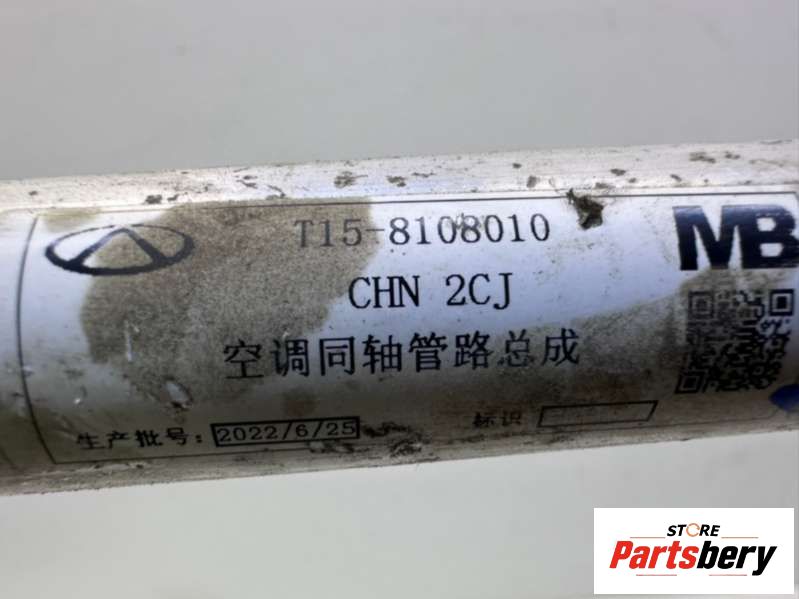 T15-8108010
MB
CHN 2CJ
空调同轴管路总成
生产批号: 2022/6/25
标识
STORE
Partsbery